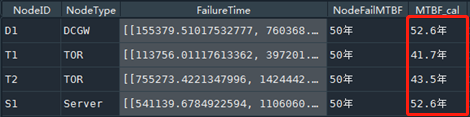 NodeID NodeType FailureTime NodeFailMTBF MTBF_cal
D1 DCGW [[155379.51017532777, 760368.... 50年 52.6年
T1 TOR [[113756.01117613362, 397201.... 50年 41.7年
T2 TOR [[755273.4221347996, 1424442.... 50年 43.5年
S1 Server [[541139.6784922594, 1106060.... 50年 52.6年